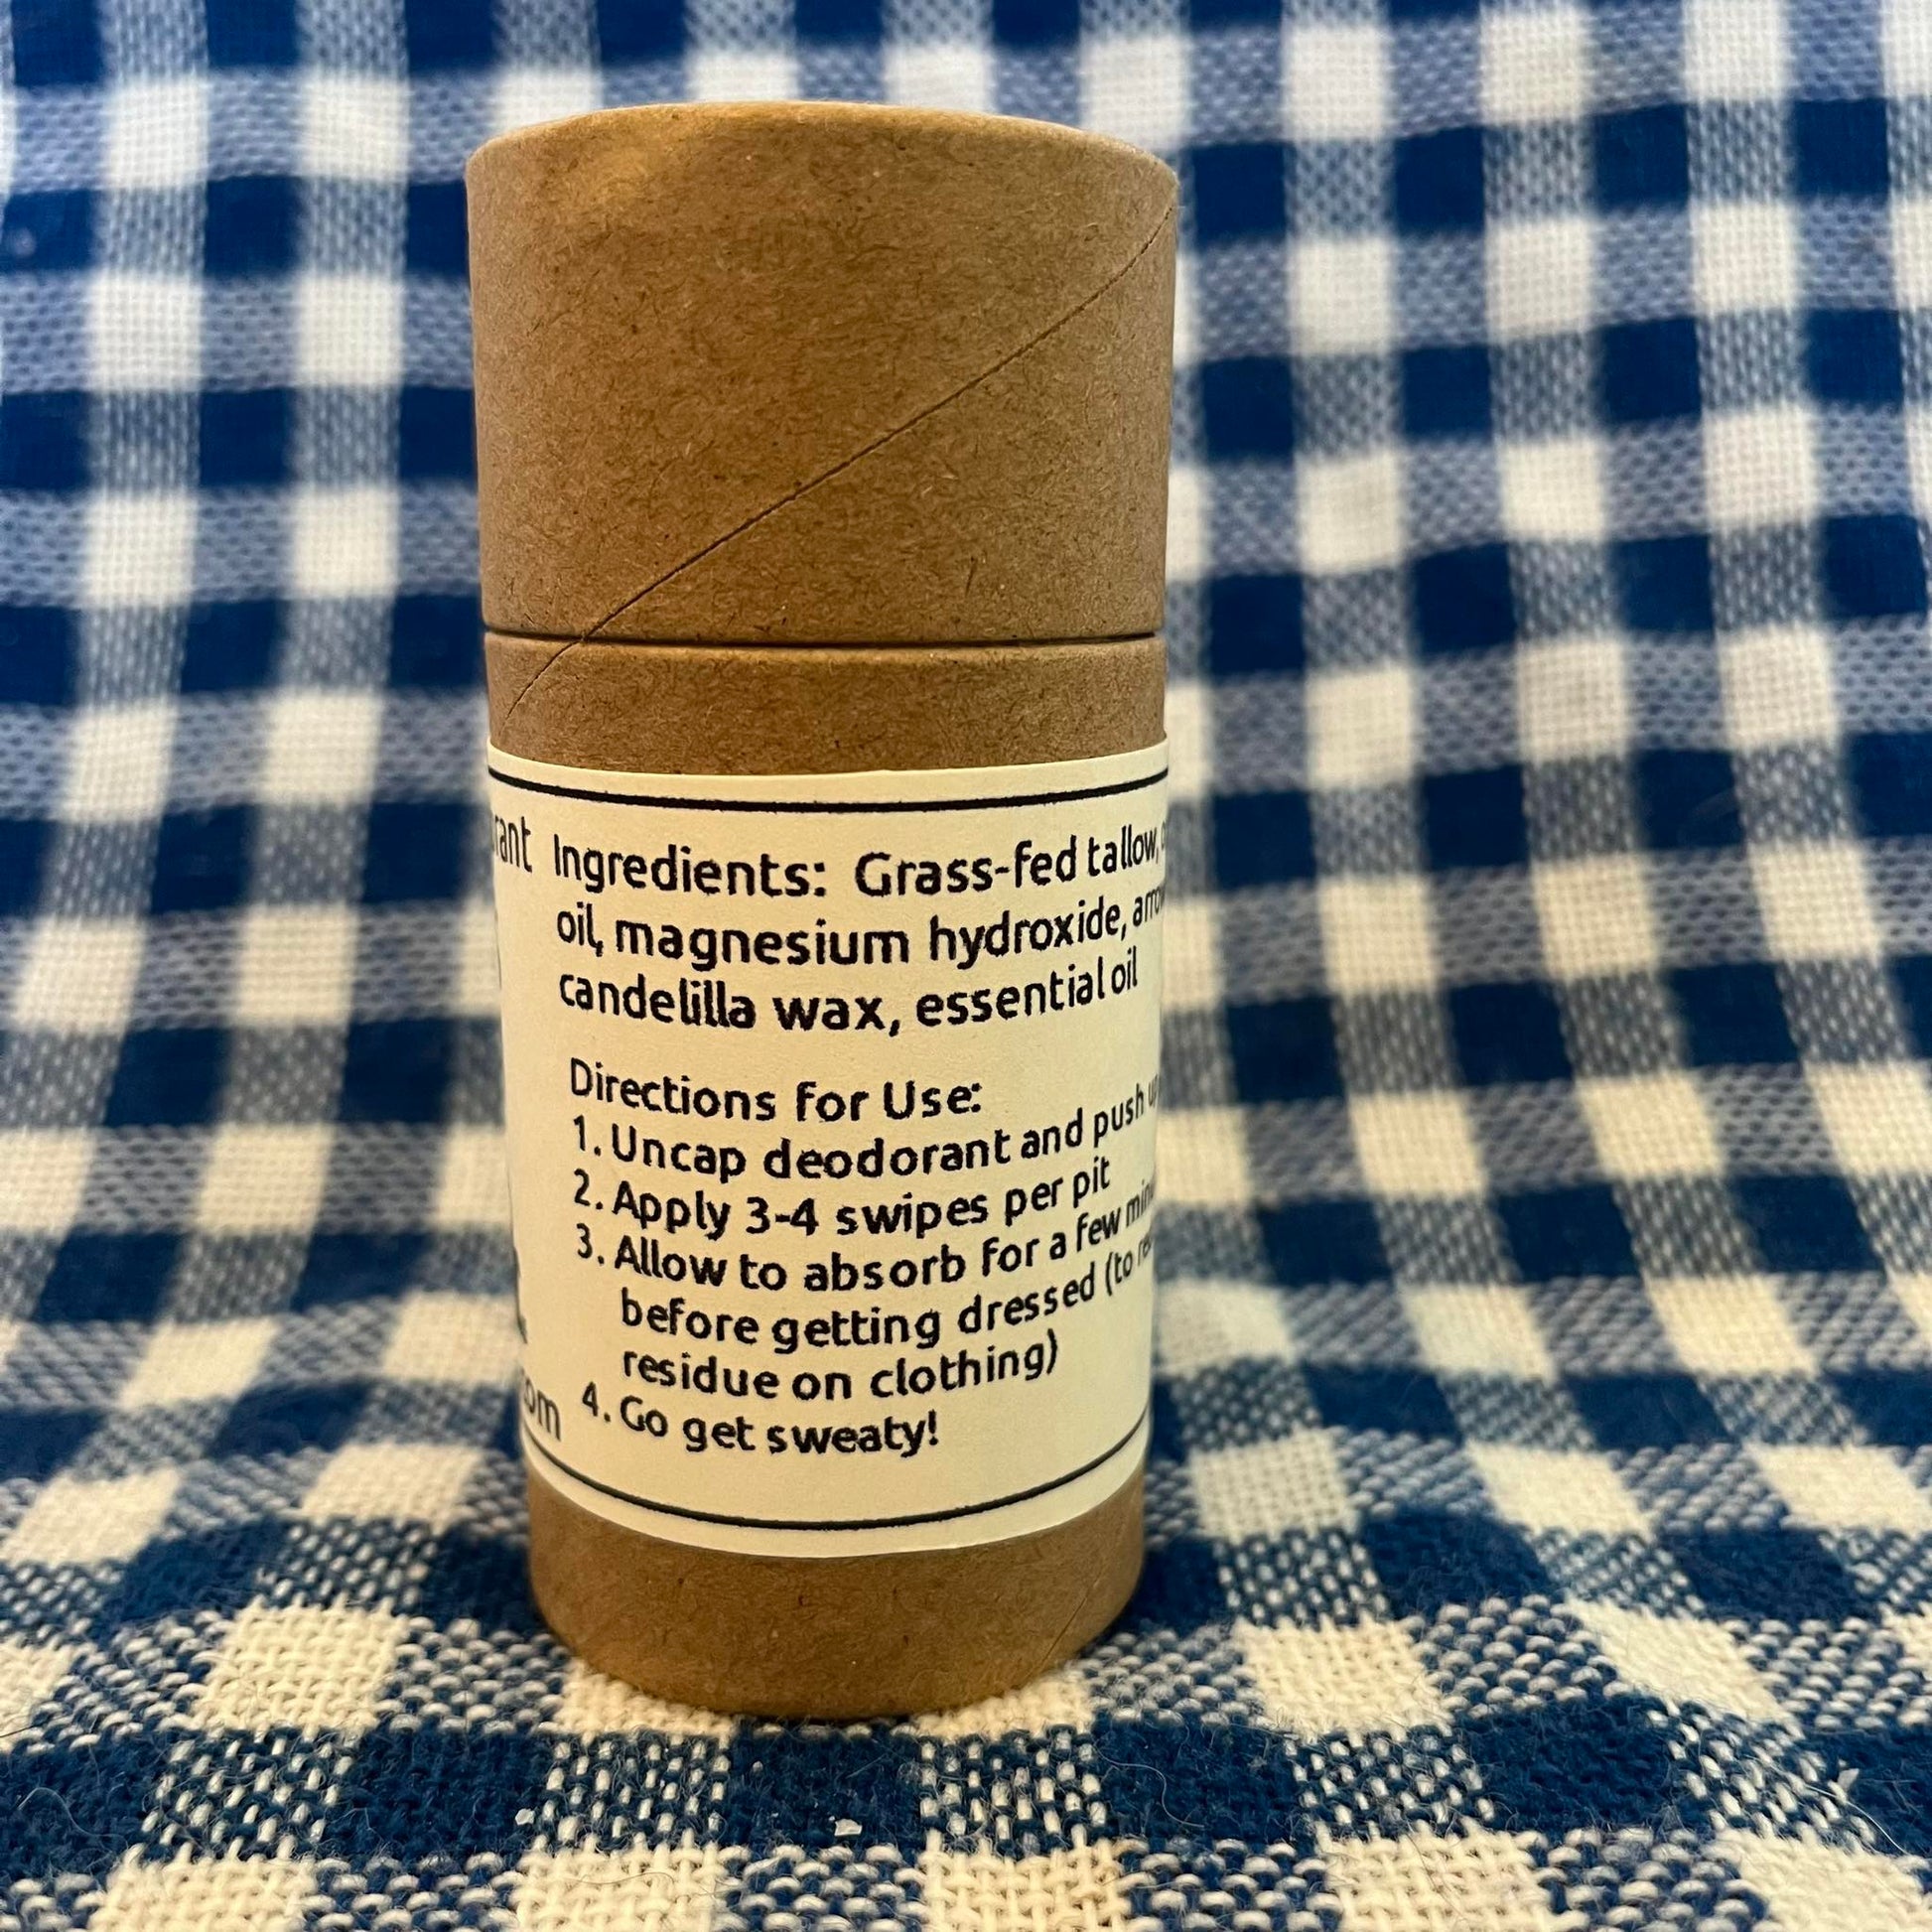 Ingredients: Grass-fed tallow,
oil, magnesium hydroxide,
candelilla wax, essential oil
Directions for Use:
1. Uncap deodorant and push
2. Apply 3-4 swipes per pit
3. Allow to absorb for a few
before getting dressed (to
residue on clothing)
4. Go get sweaty!